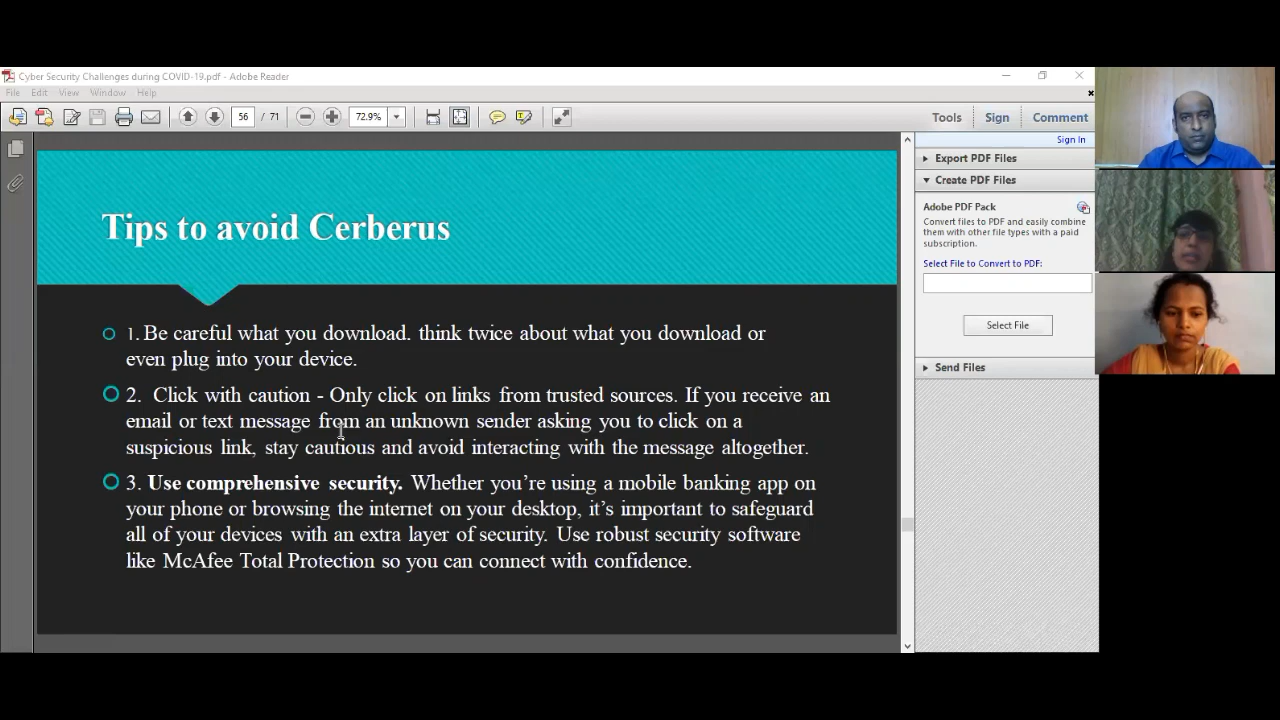 Cyber Security Challenges during COVID-19.pdf - Adobe Reader
File Edit View Window Help
56 / 71 72.9% Tools Sign Comment
Sign In
Export PDF Files
Create PDF Files
Adobe PDF Pack
Convert files to PDF and easily combine
them with other file types with a paid
subscription.
Select File to Convert to PDF:
Select File
Send Files
Tips to avoid Cerberus
1. Be careful what you download. think twice about what you download or
even plug into your device.
2. Click with caution - Only click on links from trusted sources. If you receive an
email or text message from an unknown sender asking you to click on a
suspicious link, stay cautious and avoid interacting with the message altogether.
3. Use comprehensive security. Whether you're using a mobile banking app on
your phone or browsing the internet on your desktop, it's important to safeguard
all of your devices with an extra layer of security. Use robust security software
like McAfee Total Protection so you can connect with confidence.